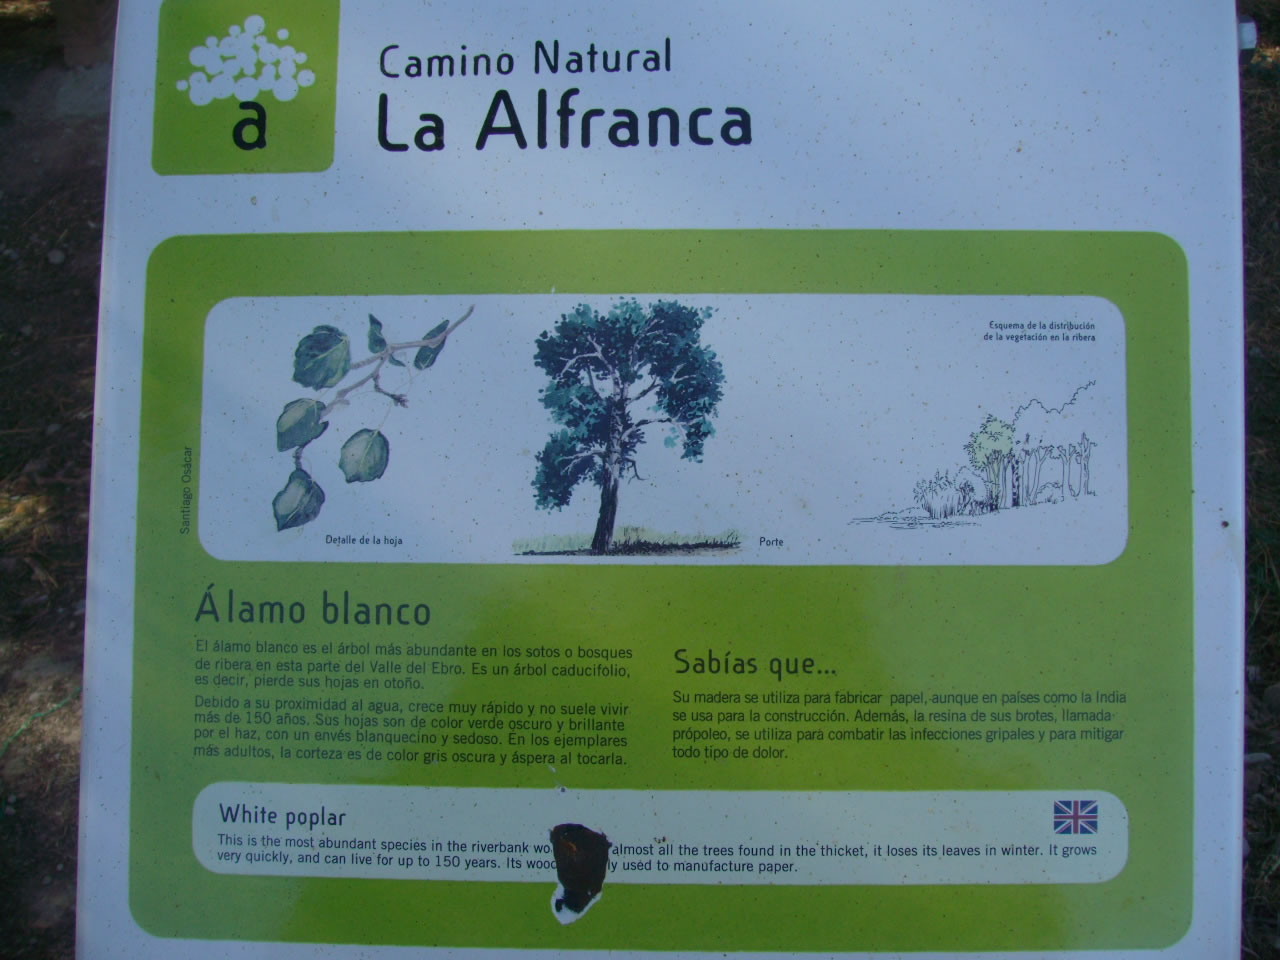 a
Camino Natural
La Alfranca
Esquema de la distribución
de la vegetación en la ribera
Santiago Osácar
Detalle de la hoja
Porte
Álamo blanco
El álamo blanco es el árbol más abundante en los sotos o bosques
de ribera en esta parte del Valle del Ebro. Es un árbol caducifolio,
es decir, pierde sus hojas en otoño.
Debido a su proximidad al agua, crece muy rápido y no suele vivir
más de 150 años. Sus hojas son de color verde oscuro y brillante
por el haz, con un envés blanquecino y sedoso. En los ejemplares
más adultos, la corteza es de color gris oscura y áspera al tocarla.
Sabías que...
Su madera se utiliza para fabricar papel, aunque en países como la India
se usa para la construcción. Además, la resina de sus brotes, llamada
própoleo, se utiliza para combatir las infecciones gripales y para mitigar
todo tipo de dolor.
White poplar
This is the most abundant species in the riverbank almost all the trees found in the thicket, it loses its leaves in winter. It grows
very quickly, and can live for up to 150 years. Its used to manufacture paper.